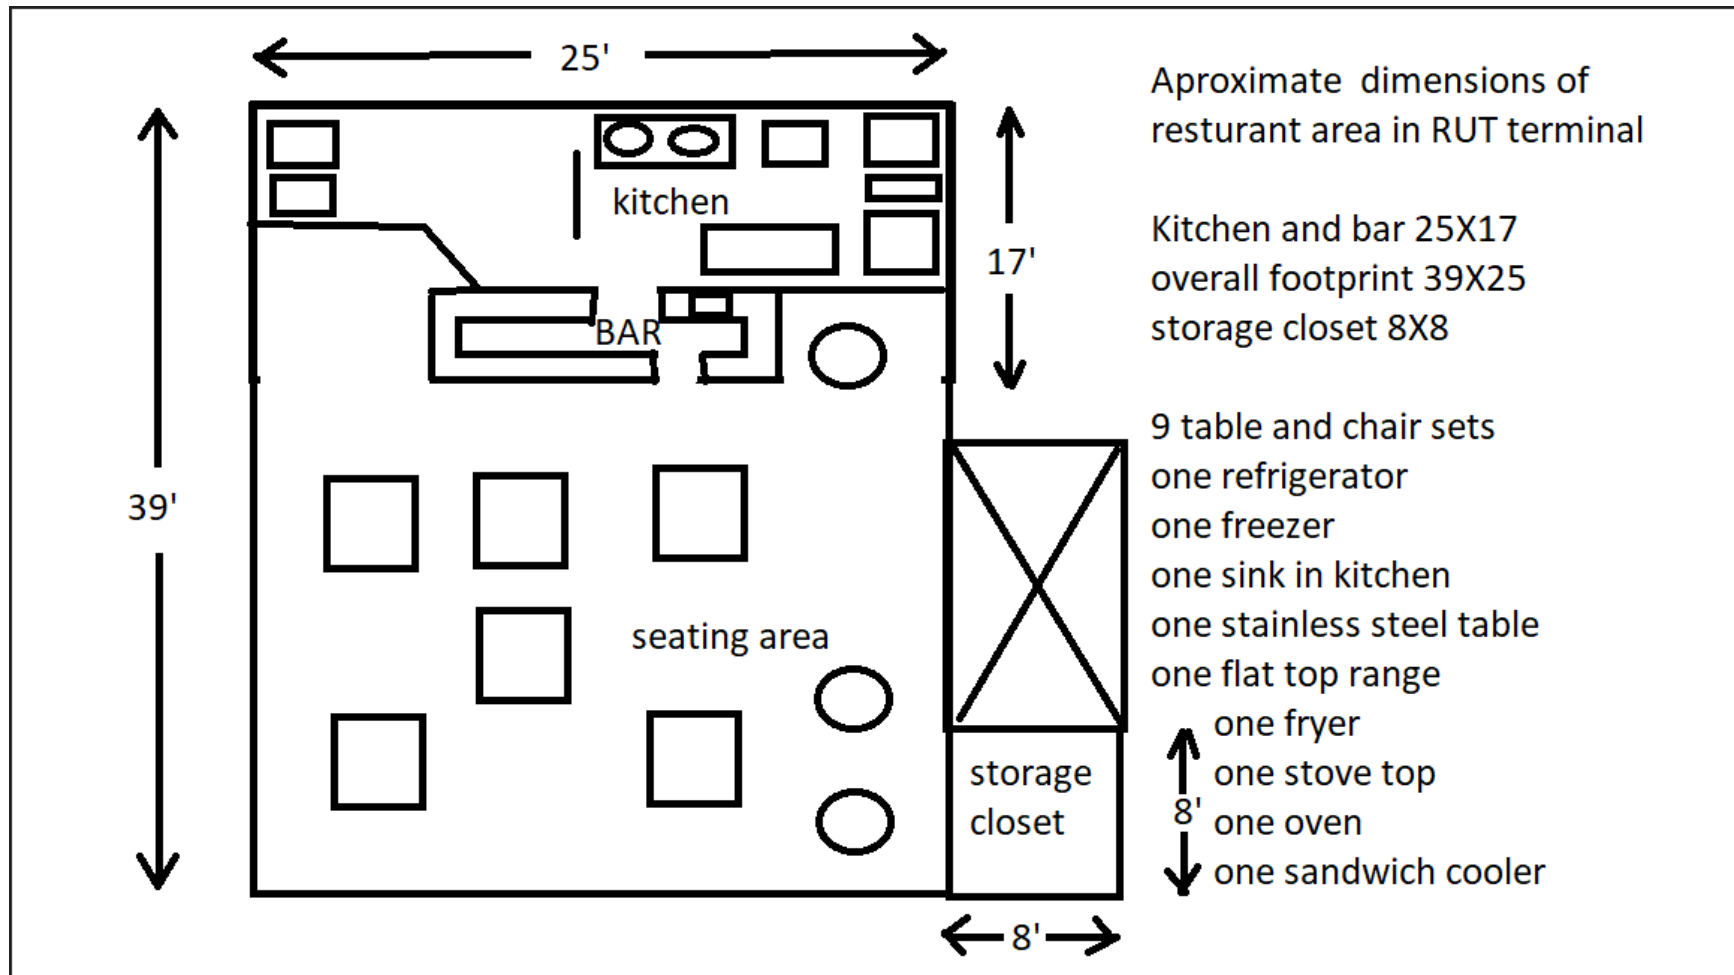 25'
Aproximate dimensions of
resturant area in RUT terminal
kitchen
Kitchen and bar 25X17
17'
overall footprint 39X25
storage closet 8X8
BAR
9 table and chair sets
one refrigerator
39'
one freezer
one sink in kitchen
seating area
one stainless steel table
one flat top range
one fryer
storage
closet
one stove top
8'
one oven
one sandwich cooler
8'